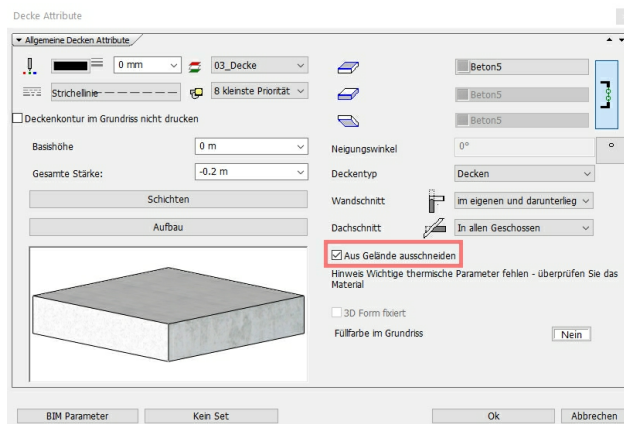 Decke Attribute
Allgemeine Decken Attribute
0 mm
03_Decke
Beton5
Strichellinie
8 kleinste Priorität
Beton5
Deckenkontur im Grundriss nicht drucken
Beton5
Basishöhe
0 m
Neigungswinkel
0°
°
Gesamte Stärke:
-0.2 m
Deckentyp
Decken
Schichten
Wandschnitt
im eigenen und darunterlieg
Aufbau
Dachschnitt
In allen Geschossen
Aus Gelände ausschneiden
Hinweis Wichtige thermische Parameter fehlen - überprüfen Sie das
Material
3D Form fixiert
Füllfarbe im Grundriss
Nein
BIM Parameter
Kein Set
Ok
Abbrechen